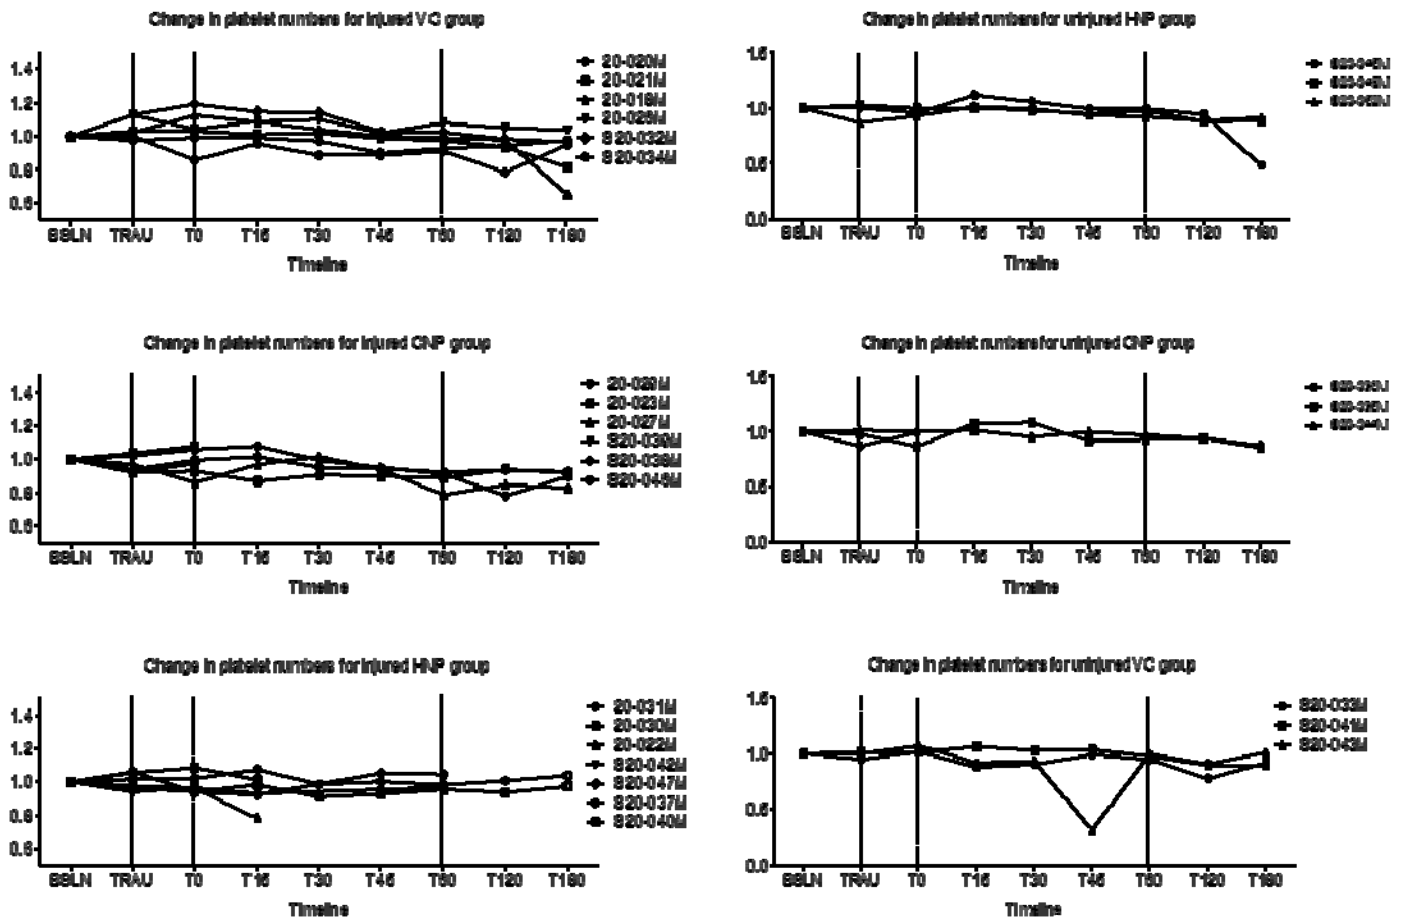 Change in platelet numbers for injured VC group
1.4
1.2
1.0
0.8
0.6
BSLN TRAU T0 T15 T30 T45 T60 T120 T180
Timeline
20-020M
20-021M
20-018M
20-025M
S20-032M
S20-034M
Change in platelet numbers for uninjured HNP group
1.5
1.0
0.5
0.0
BSLN TRAU T0 T15 T30 T45 T60 T120 T180
Timeline
Change in platelet numbers for injured CNP group
1.4
1.2
1.0
0.8
0.6
BSLN TRAU T0 T15 T30 T45 T60 T120 T180
Timeline
20-029M
20-023M
20-027M
S20-039M
S20-038M
S20-046M
Change in platelet numbers for uninjured CNP group
1.5
1.0
0.5
0.0
BSLN TRAU T0 T15 T30 T45 T60 T120 T180
Timeline
Change in platelet numbers for injured HNP group
1.4
1.2
1.0
0.8
0.6
BSLN TRAU T0 T15 T30 T45 T60 T120 T180
Timeline
20-031M
20-030M
20-022M
S20-042M
S20-047M
S20-037M
S20-040M
Change in platelet numbers for uninjured VC group
1.5
1.0
0.5
0.0
BSLN TRAU T0 T15 T30 T45 T60 T120 T180
Timeline
S20-033M
S20-041M
S20-043M